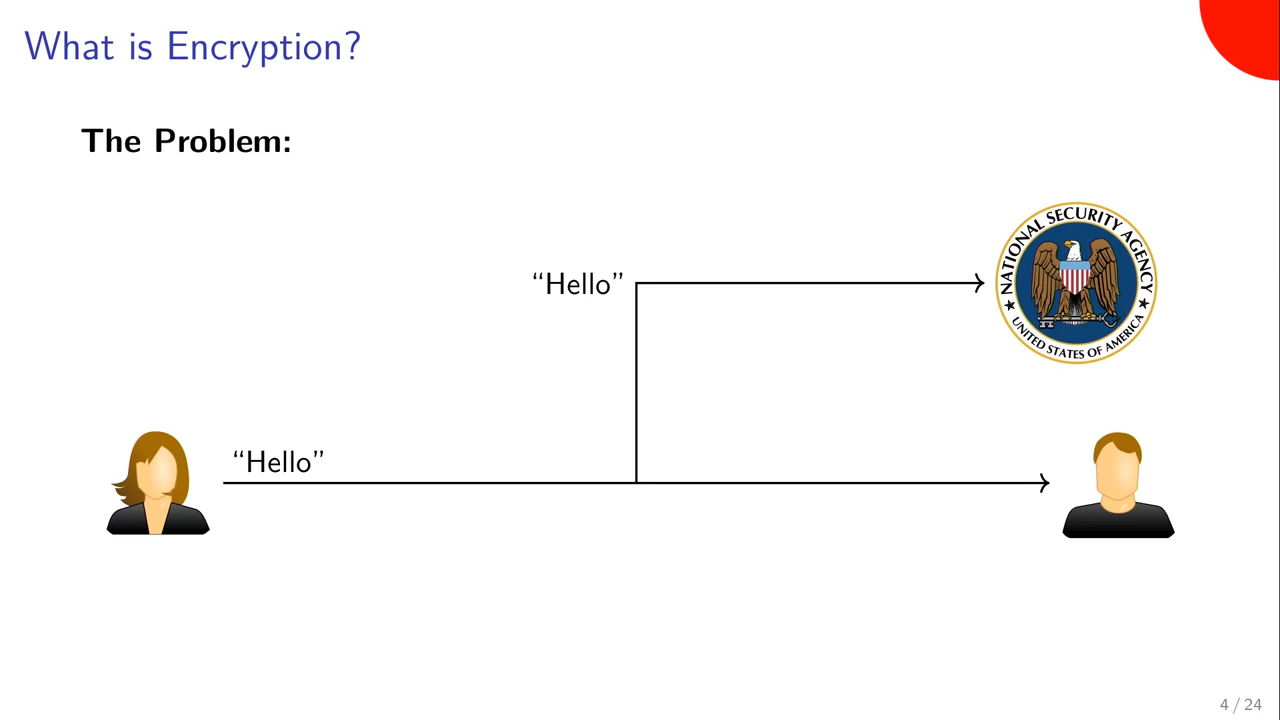 What is Encryption?
The Problem:
NATIONAL SECURITY AGENCY
★ UNITED STATES OF AMERICA ★
“Hello”
“Hello”
4 / 24